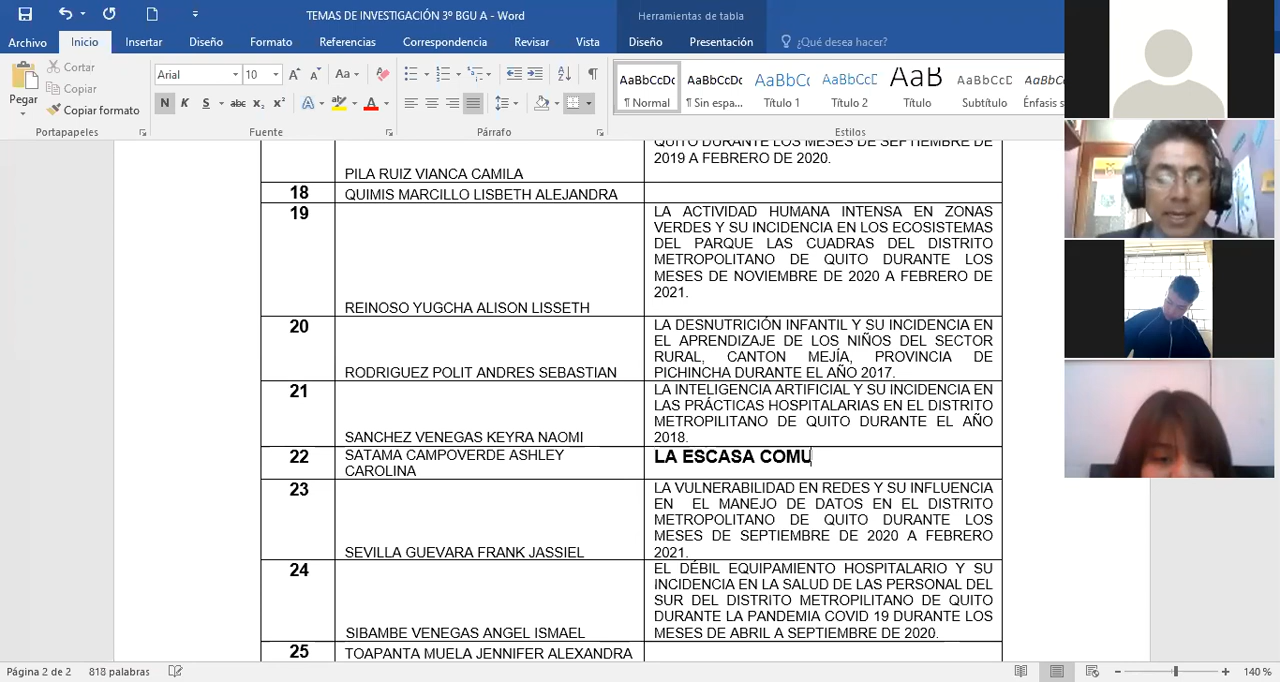 TEMAS DE INVESTIGACIÓN 3º BGU A - Word
Herramientas de tabla
Archivo Inicio Insertar Diseño Formato Referencias Correspondencia Revisar Vista Diseño Presentación ¿Qué desea hacer?
Pegar
Cortar
Copiar
Copiar formato
Arial 10
Aa
N K S abc x₂ x²
AaBbCcDc AaBbCcDc AaBbCc AaBbCcD AaB AaBbCcD AaBbCc
¶ Normal ¶ Sin espa... Título 1 Título 2 Título Subtítulo Énfasis s
Portapapeles Fuente Párrafo Estilos
QUITO DURANTE LOS MESES DE SEPTIEMBRE DE
2019 A FEBRERO DE 2020.
PILA RUIZ VIANCA CAMILA
18 QUIMIS MARCILLO LISBETH ALEJANDRA
19
LA ACTIVIDAD HUMANA INTENSA EN ZONAS
VERDES Y SU INCIDENCIA EN LOS ECOSISTEMAS
DEL PARQUE LAS CUADRAS DEL DISTRITO
METROPOLITANO DE QUITO DURANTE LOS
MESES DE NOVIEMBRE DE 2020 A FEBRERO DE
2021.
REINOSO YUGCHA ALISON LISSETH
20
LA DESNUTRICIÓN INFANTIL Y SU INCIDENCIA EN
EL APRENDIZAJE DE LOS NIÑOS DEL SECTOR
RURAL, CANTON MEJÍA, PROVINCIA DE
PICHINCHA DURANTE EL AÑO 2017.
RODRIGUEZ POLIT ANDRES SEBASTIAN
21
LA INTELIGENCIA ARTIFICIAL Y SU INCIDENCIA EN
LAS PRÁCTICAS HOSPITALARIAS EN EL DISTRITO
METROPILITANO DE QUITO DURANTE EL AÑO
2018.
SANCHEZ VENEGAS KEYRA NAOMI
22
SATAMA CAMPOVERDE ASHLEY
CAROLINA
LA ESCASA COMU
23
LA VULNERABILIDAD EN REDES Y SU INFLUENCIA
EN EL MANEJO DE DATOS EN EL DISTRITO
METROPOLITANO DE QUITO DURANTE LOS
MESES DE SEPTIEMBRE DE 2020 A FEBRERO
2021.
SEVILLA GUEVARA FRANK JASSIEL
24
EL DÉBIL EQUIPAMIENTO HOSPITALARIO Y SU
INCIDENCIA EN LA SALUD DE LAS PERSONAL DEL
SUR DEL DISTRITO METROPILITANO DE QUITO
DURANTE LA PANDEMIA COVID 19 DURANTE LOS
MESES DE ABRIL A SEPTIEMBRE DE 2020.
SIBAMBE VENEGAS ANGEL ISMAEL
25 TOAPANTA MUELA JENNIFER ALEXANDRA
Página 2 de 2 818 palabras 140 %